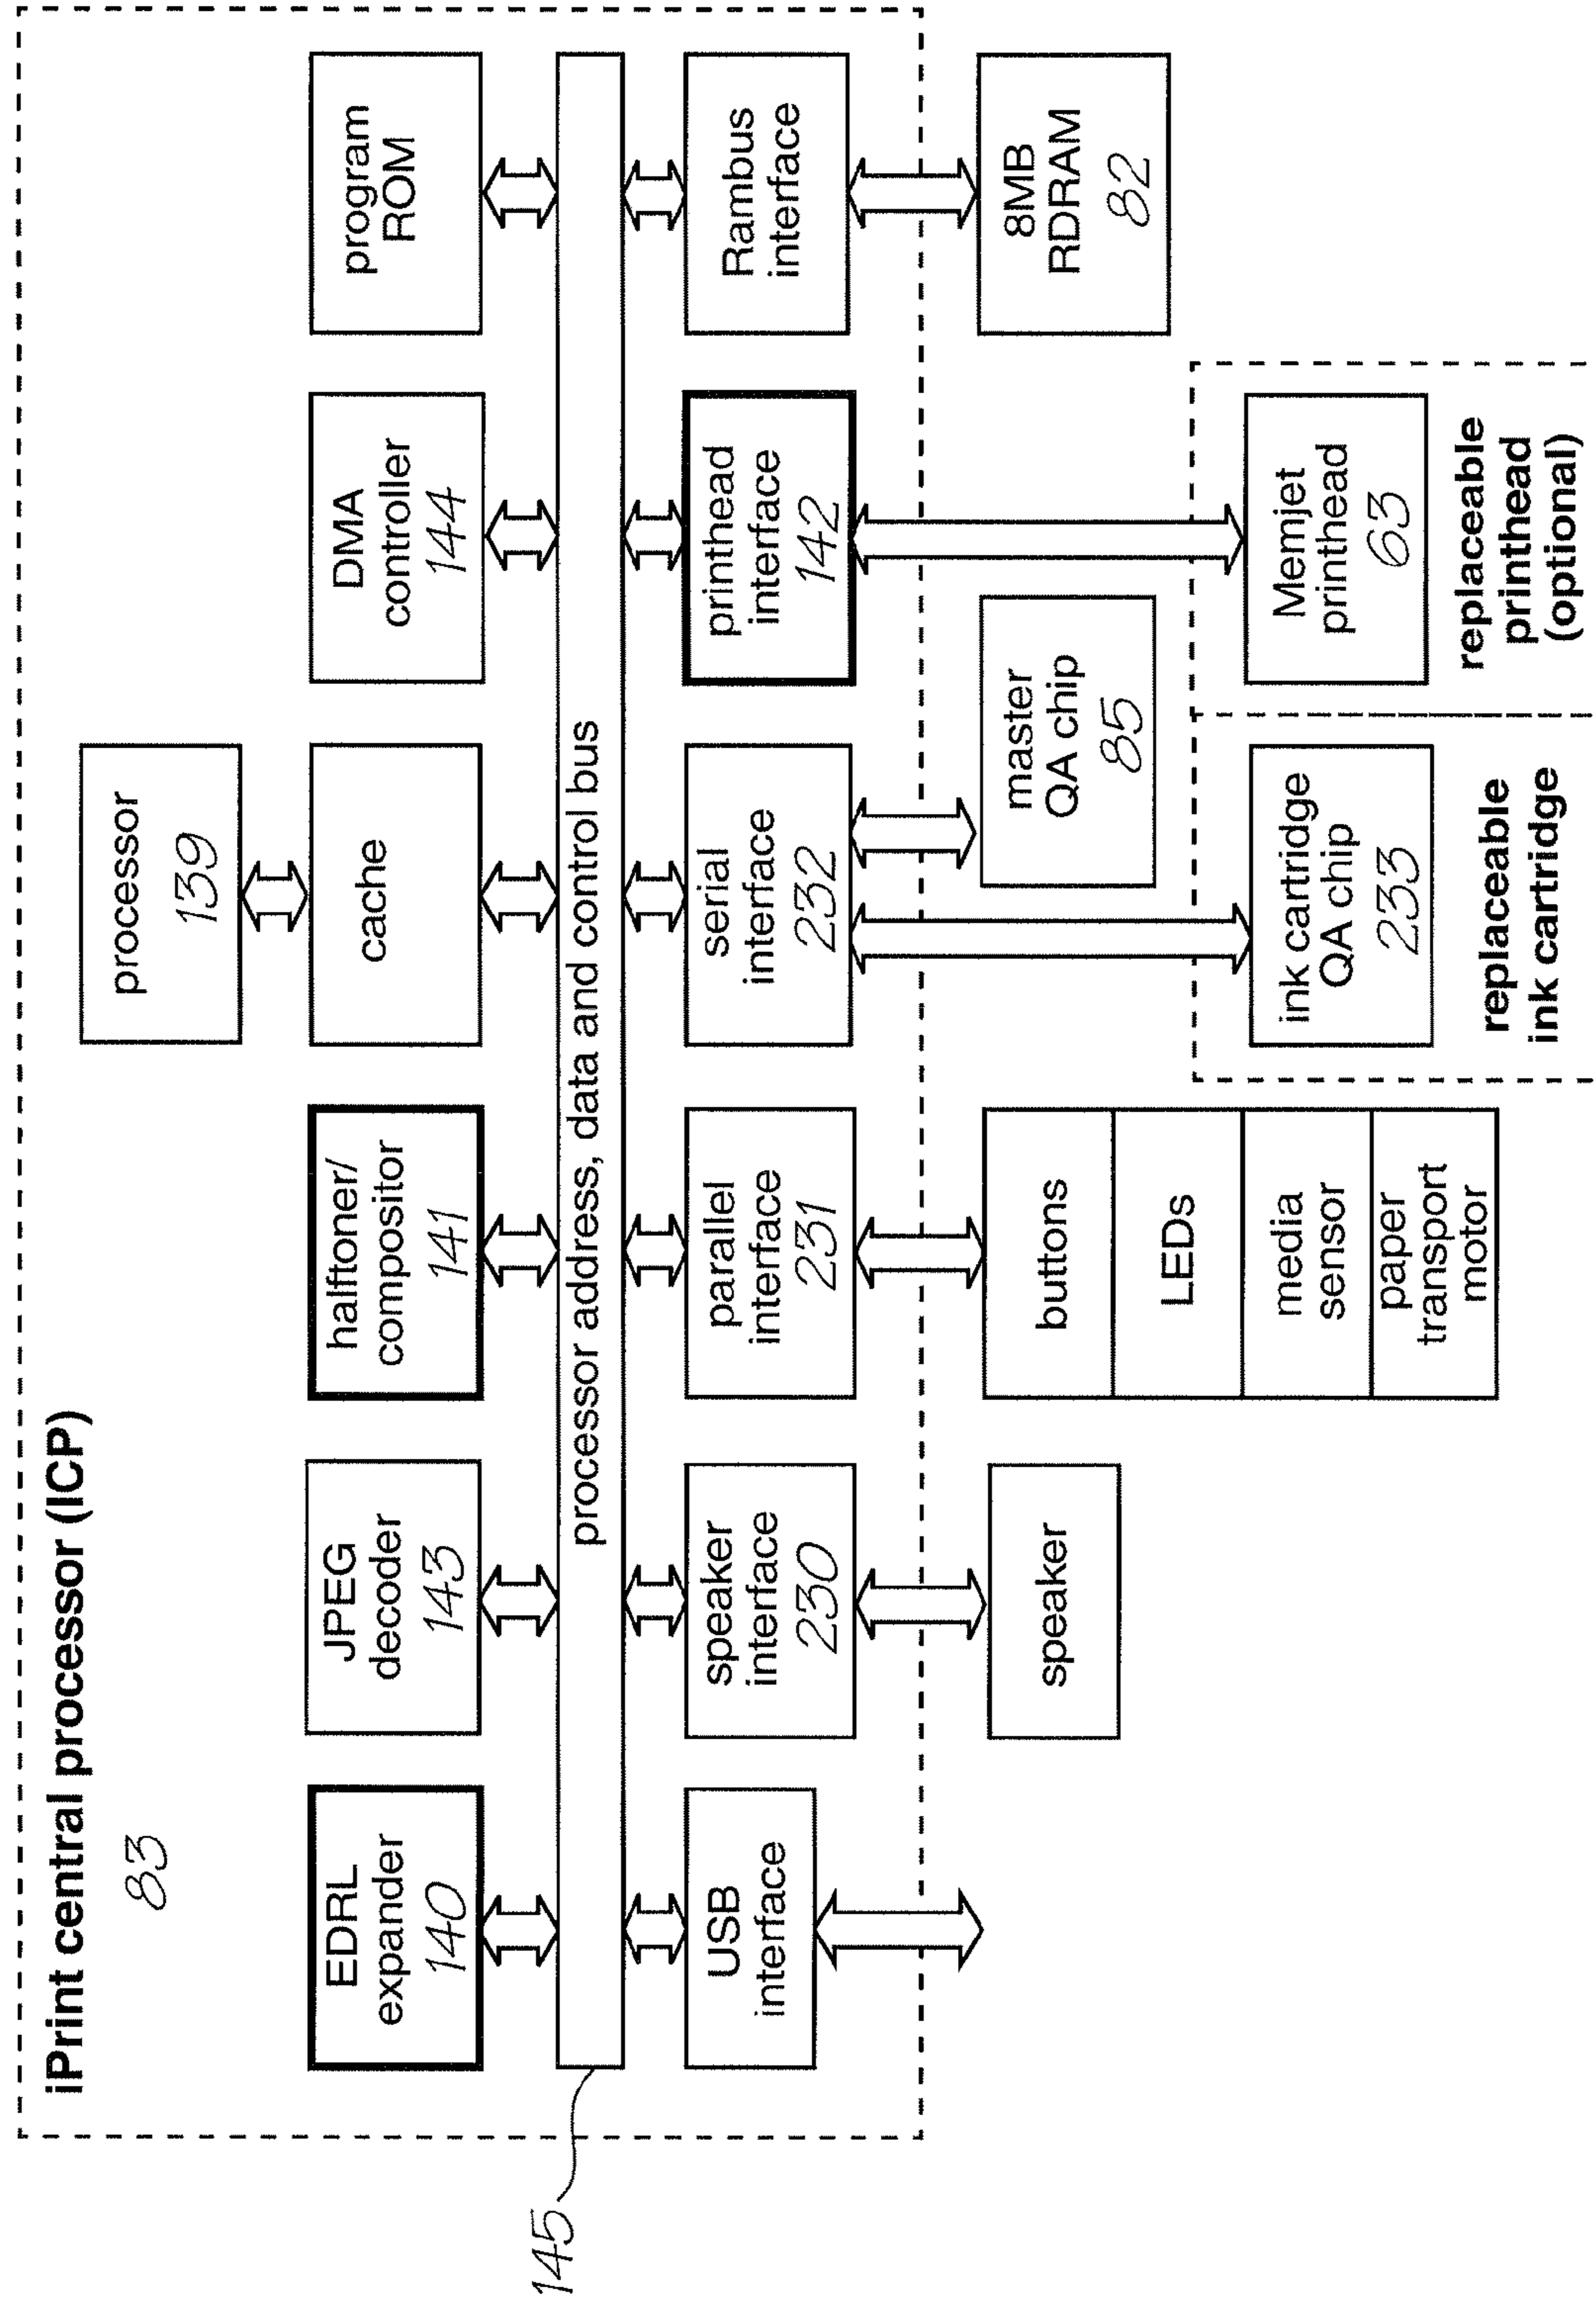 iPrint central processor (ICP)
83
processor
139
EDRL
expander
140
JPEG
decoder
143
halftoner/
compositor
141
cache
DMA
controller
144
program
ROM
processor address, data and control bus
145
USB
interface
speaker
interface
230
parallel
interface
231
serial
interface
232
printhead
interface
142
Rambus
interface
speaker
buttons
LEDs
media
sensor
paper
transport
motor
master
QA chip
85
8MB
RDRAM
82
ink cartridge
QA chip
233
replaceable
ink cartridge
Memjet
printhead
63
replaceable
printhead
(optional)